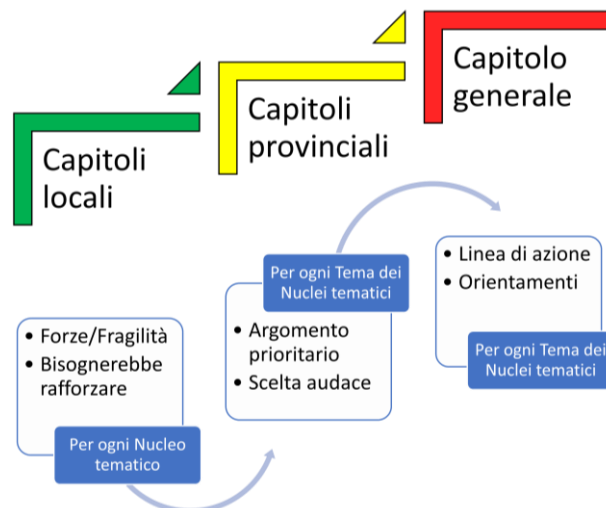 Capitolo
generale
Capitoli
provinciali
Capitoli
locali
• Forze/Fragilità
• Bisognerebbe
rafforzare
Per ogni Nucleo
tematico
Per ogni Tema dei
Nuclei tematici
• Argomento
prioritario
• Scelta audace
• Linea di azione
• Orientamenti
Per ogni Tema dei
Nuclei tematici